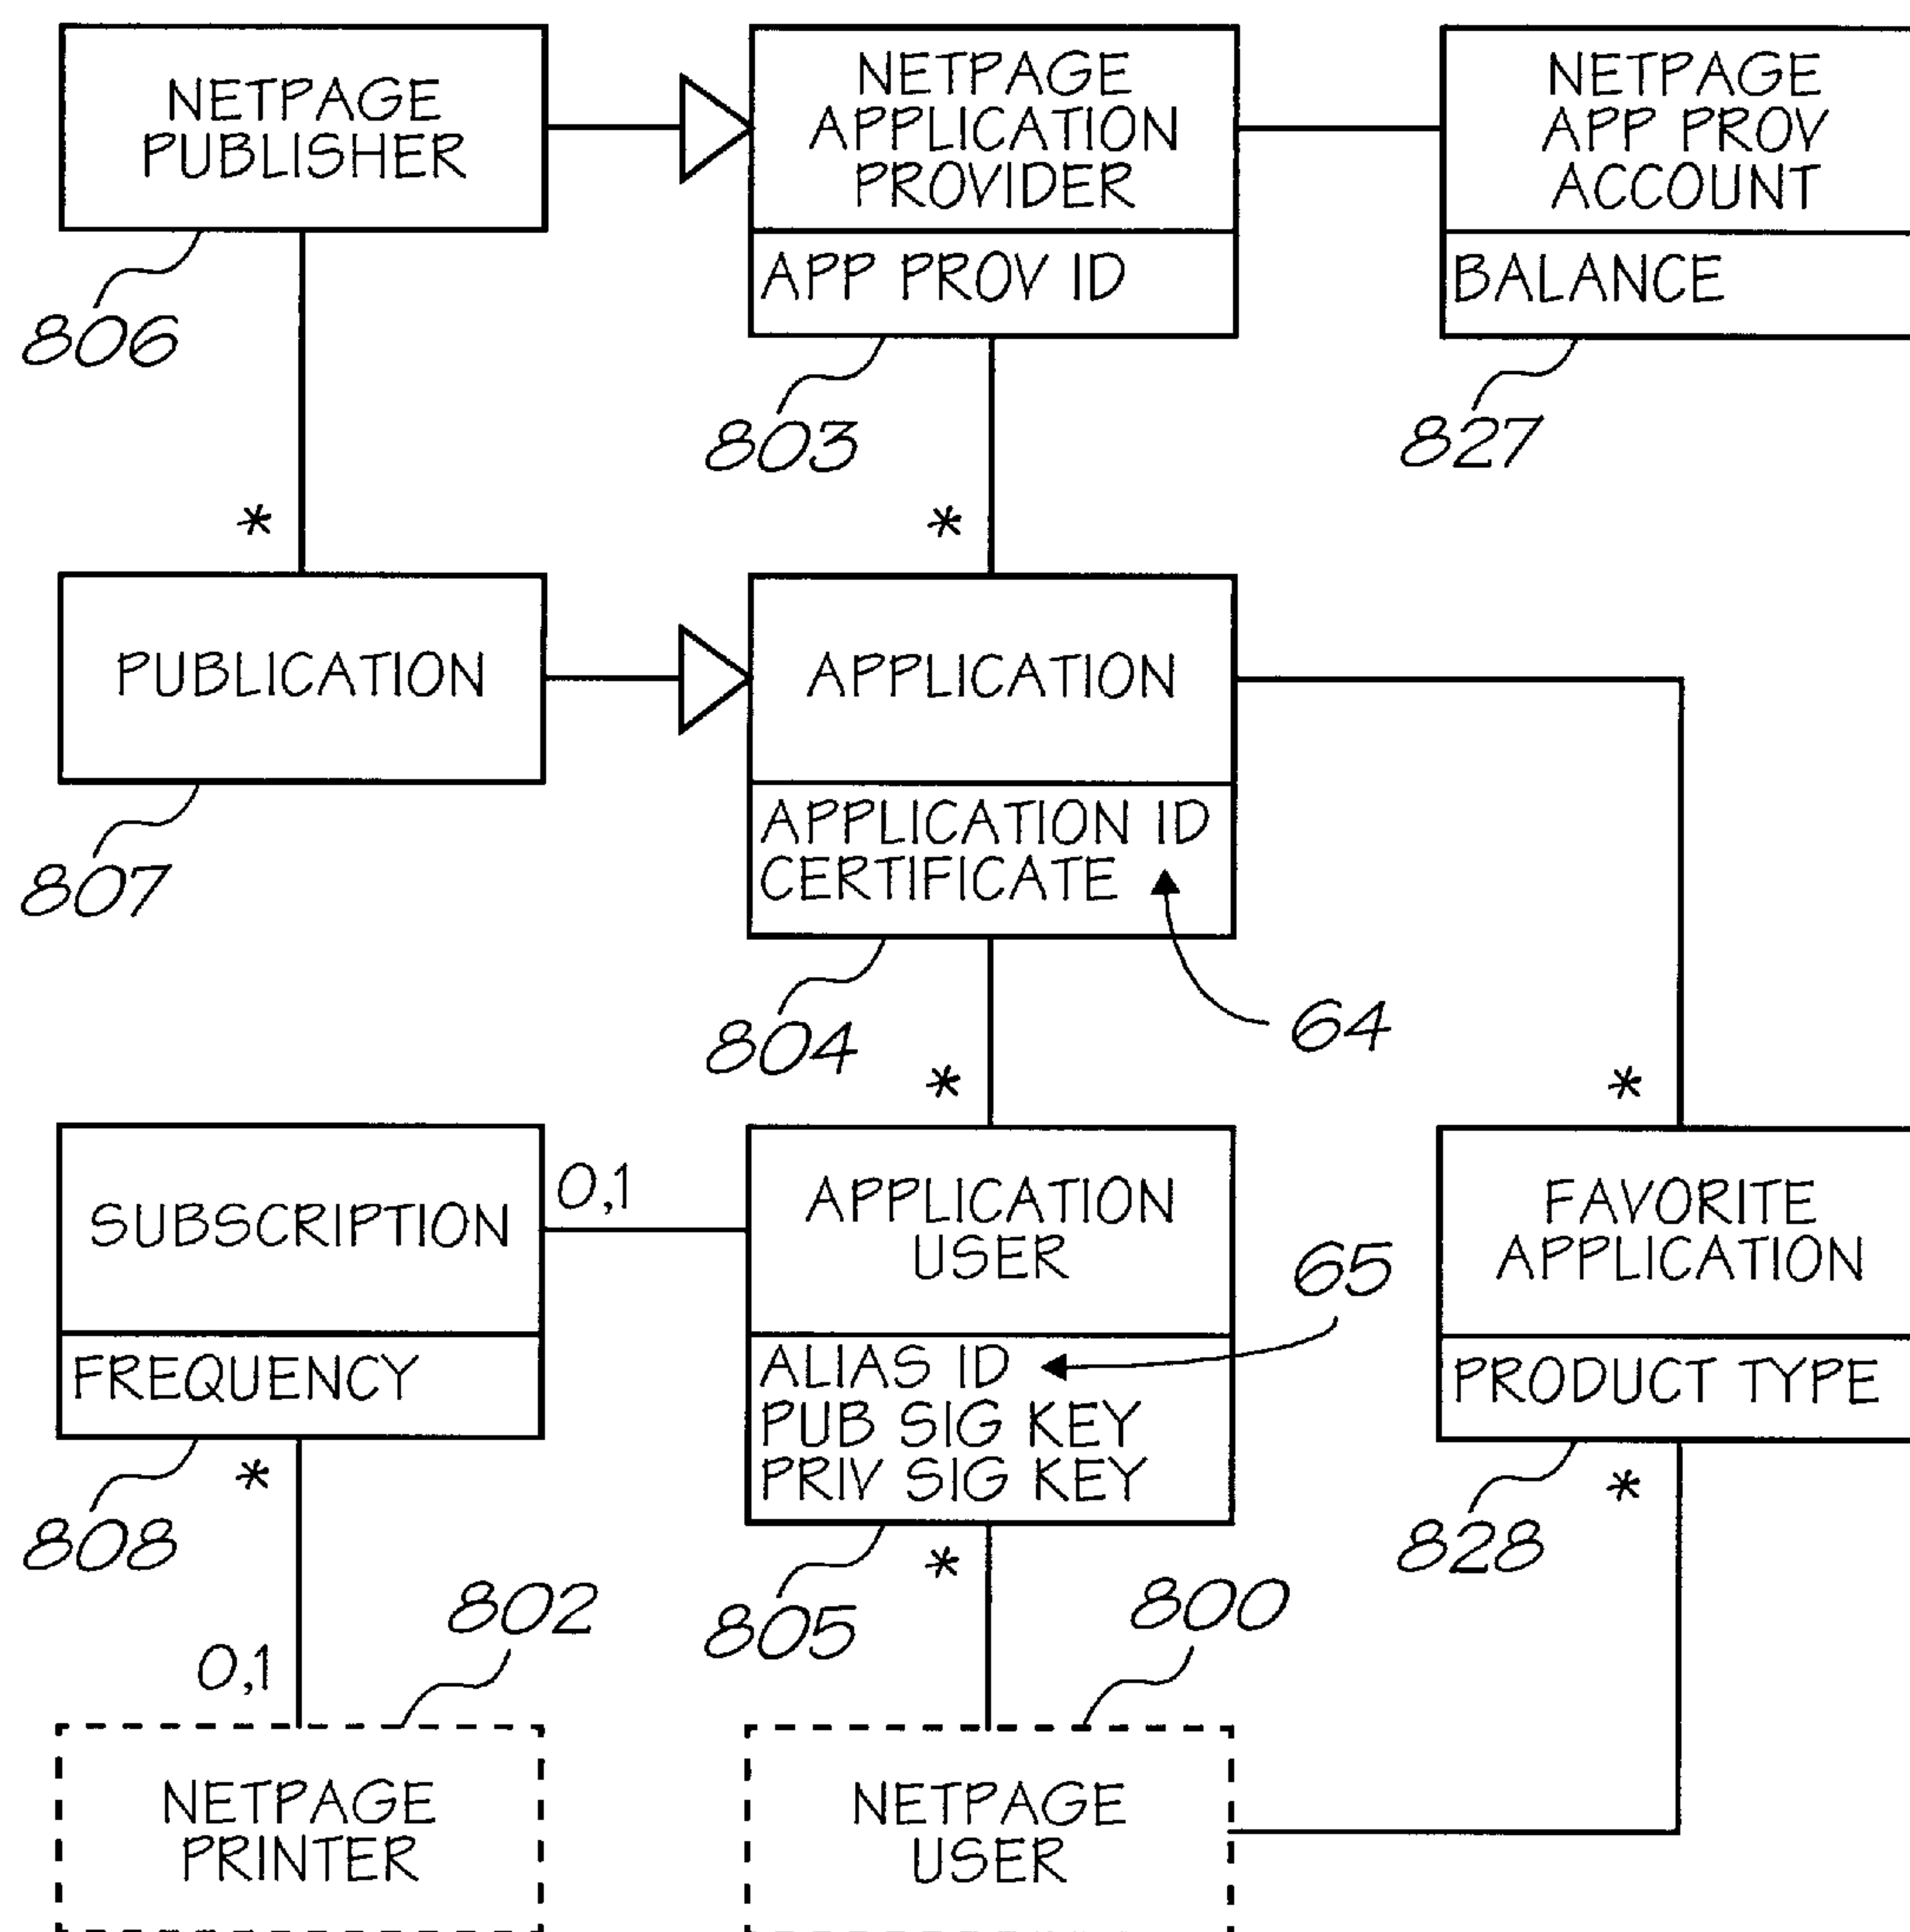 NETPAGE
PUBLISHER
NETPAGE
APPLICATION
PROVIDER
APP PROV ID
NETPAGE
APP PROV
ACCOUNT
BALANCE
806
803
827
*
*
PUBLICATION
APPLICATION
APPLICATION ID
CERTIFICATE
807
804
64
*
*
SUBSCRIPTION
FREQUENCY
0,1
APPLICATION
USER
ALIAS ID
PUB SIG KEY
PRIV SIG KEY
65
FAVORITE
APPLICATION
PRODUCT TYPE
808
*
805
*
828
*
802
800
0,1
NETPAGE
PRINTER
NETPAGE
USER